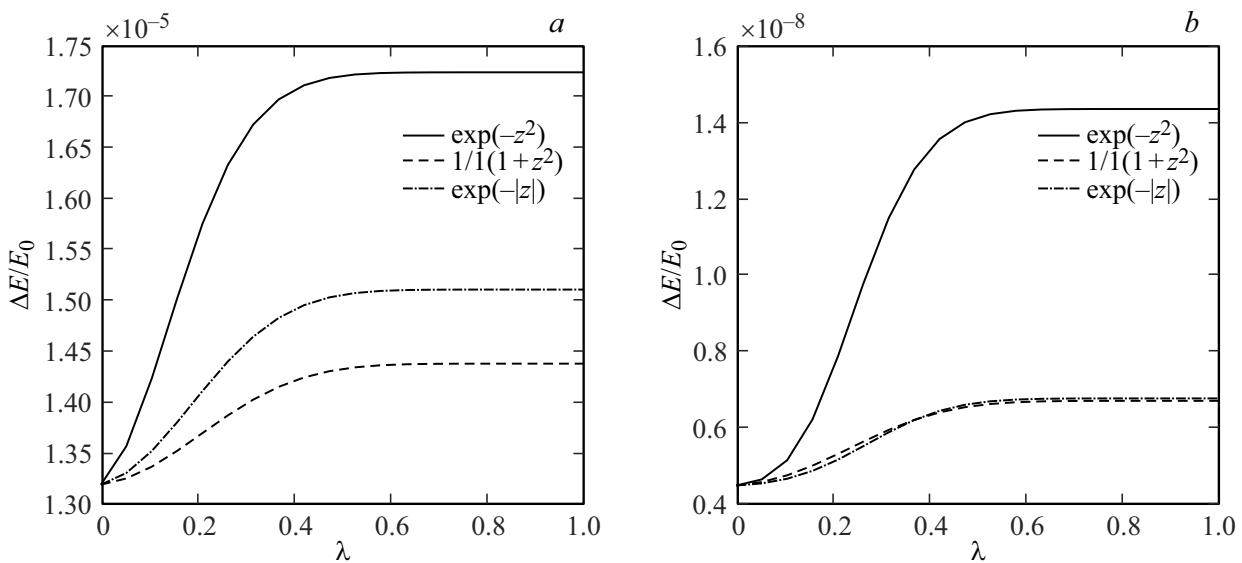 ×10⁻⁵
a
1.75
1.70
1.65
1.60
1.55
1.50
1.45
1.40
1.35
1.30
ΔE/E₀
exp(−z²)
1/1(1+z²)
exp(−|z|)
0
0.2
0.4
0.6
0.8
1.0
λ
×10⁻⁸
b
1.6
1.4
1.2
1.0
0.8
0.6
0.4
ΔE/E₀
exp(−z²)
1/1(1+z²)
exp(−|z|)
0
0.2
0.4
0.6
0.8
1.0
λ